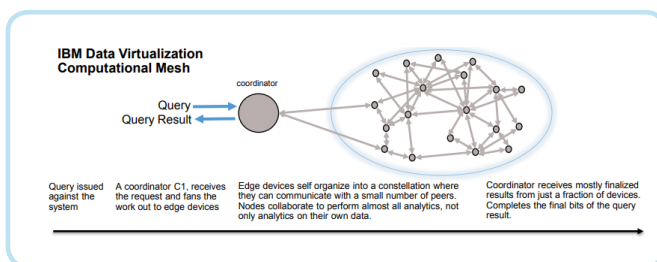 IBM Data Virtualization
Computational Mesh
coordinator
Query
Query Result
Query issued
against the
system
A coordinator C1, receives
the request and fans the
work out to edge devices
Edge devices self organize into a constellation where
they can communicate with a small number of peers.
Nodes collaborate to perform almost all analytics, not
only analytics on their own data.
Coordinator receives mostly finalized
results from just a fraction of devices.
Completes the final bits of the query
result.